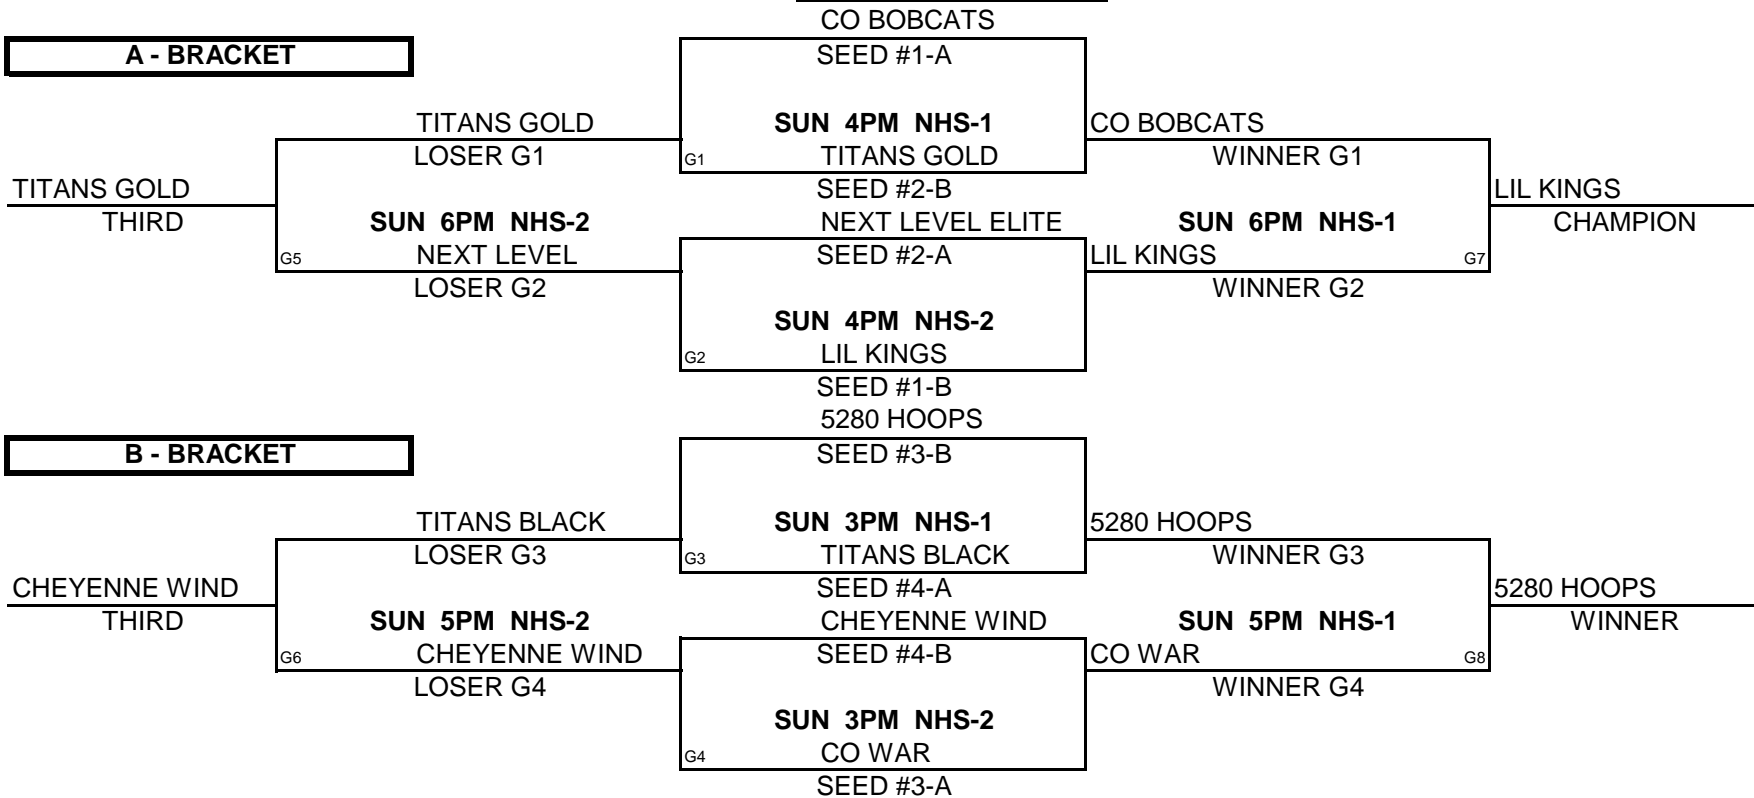 CO BOBCATS
A - BRACKET
SEED #1-A
TITANS GOLD
SUN 4PM NHS-1
CO BOBCATS
LOSER G1
G1
TITANS GOLD
WINNER G1
TITANS GOLD
SEED #2-B
LIL KINGS
THIRD
SUN 6PM NHS-2
NEXT LEVEL ELITE
SUN 6PM NHS-1
CHAMPION
G5
NEXT LEVEL
SEED #2-A
LIL KINGS
G7
LOSER G2
WINNER G2
SUN 4PM NHS-2
G2
LIL KINGS
SEED #1-B
5280 HOOPS
B - BRACKET
SEED #3-B
TITANS BLACK
SUN 3PM NHS-1
5280 HOOPS
LOSER G3
G3
TITANS BLACK
WINNER G3
CHEYENNE WIND
SEED #4-A
5280 HOOPS
THIRD
SUN 5PM NHS-2
CHEYENNE WIND
SUN 5PM NHS-1
WINNER
G6
CHEYENNE WIND
SEED #4-B
CO WAR
G8
LOSER G4
WINNER G4
SUN 3PM NHS-2
G4
CO WAR
SEED #3-A